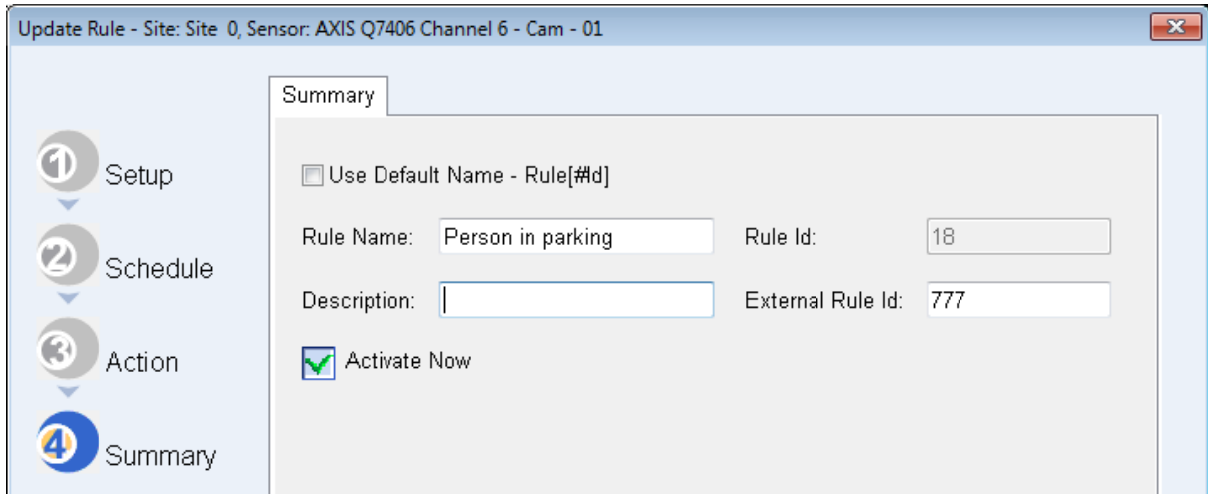 Update Rule - Site: Site 0, Sensor: AXIS Q7406 Channel 6 - Cam - 01
Summary
1 Setup
Use Default Name - Rule[#Id]
Rule Name: Person in parking Rule Id: 18
2 Schedule
Description: External Rule Id: 777
3 Action
Activate Now
4 Summary